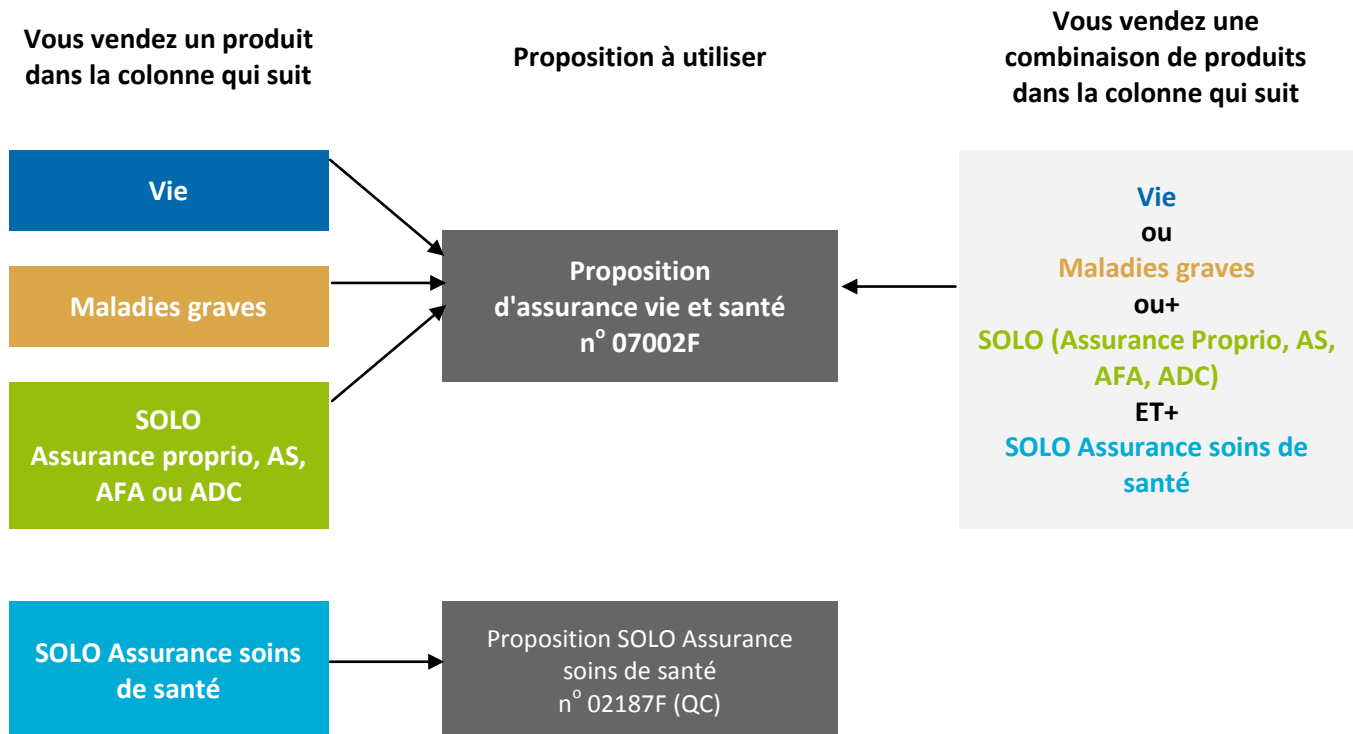 Vous vendez un produit
dans la colonne qui suit
Proposition à utiliser
Vous vendez une
combinaison de produits
dans la colonne qui suit
Vie
Maladies graves
SOLO
Assurance proprio, AS,
AFA ou ADC
SOLO Assurance soins
de santé
Proposition
d'assurance vie et santé
n° 07002F
Proposition SOLO Assurance
soins de santé
n° 02187F (QC)
Vie
ou
Maladies graves
ou+
SOLO (Assurance Proprio, AS,
AFA, ADC)
ET+
SOLO Assurance soins de
santé